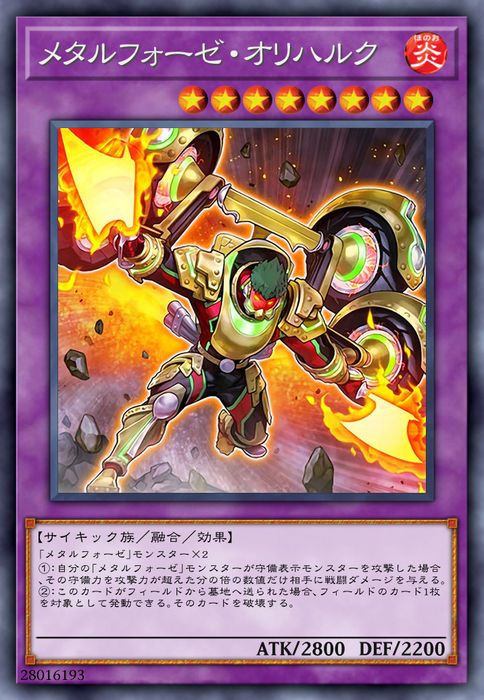 メタルフォーゼ・オリハルク
ほのお
炎
【サイキック族／融合／効果】
「メタルフォーゼ」モンスター×2
①：自分の「メタルフォーゼ」モンスターが守備表示モンスターを攻撃した場合
、その守備力を攻撃力が超えた分の倍の数値だけ相手に戦闘ダメージを与える。
②：このカードがフィールドから墓地へ送られた場合、フィールドのカード1枚
を対象として発動できる。そのカードを破壊する。
ATK/2800 DEF/2200
28016193